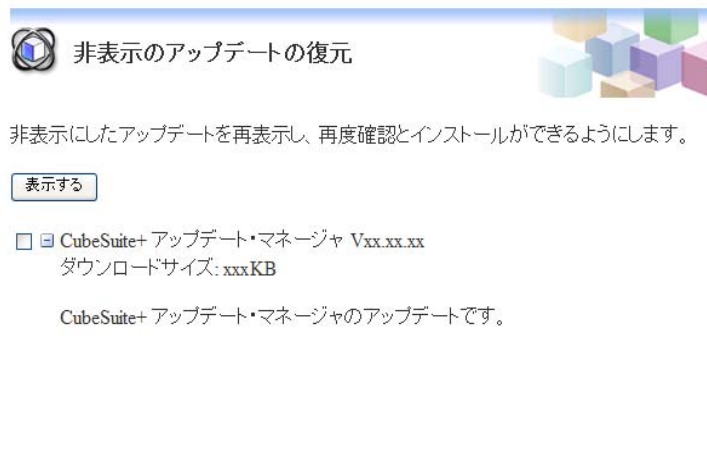 非表示のアップデートの復元
非表示にしたアップデートを再表示し、再度確認とインストールができるようにします。
表示する
CubeSuite+ アップデート・マネージャ Vxx.xx.xx
ダウンロードサイズ: xxxKB
CubeSuite+ アップデート・マネージャのアップデートです。